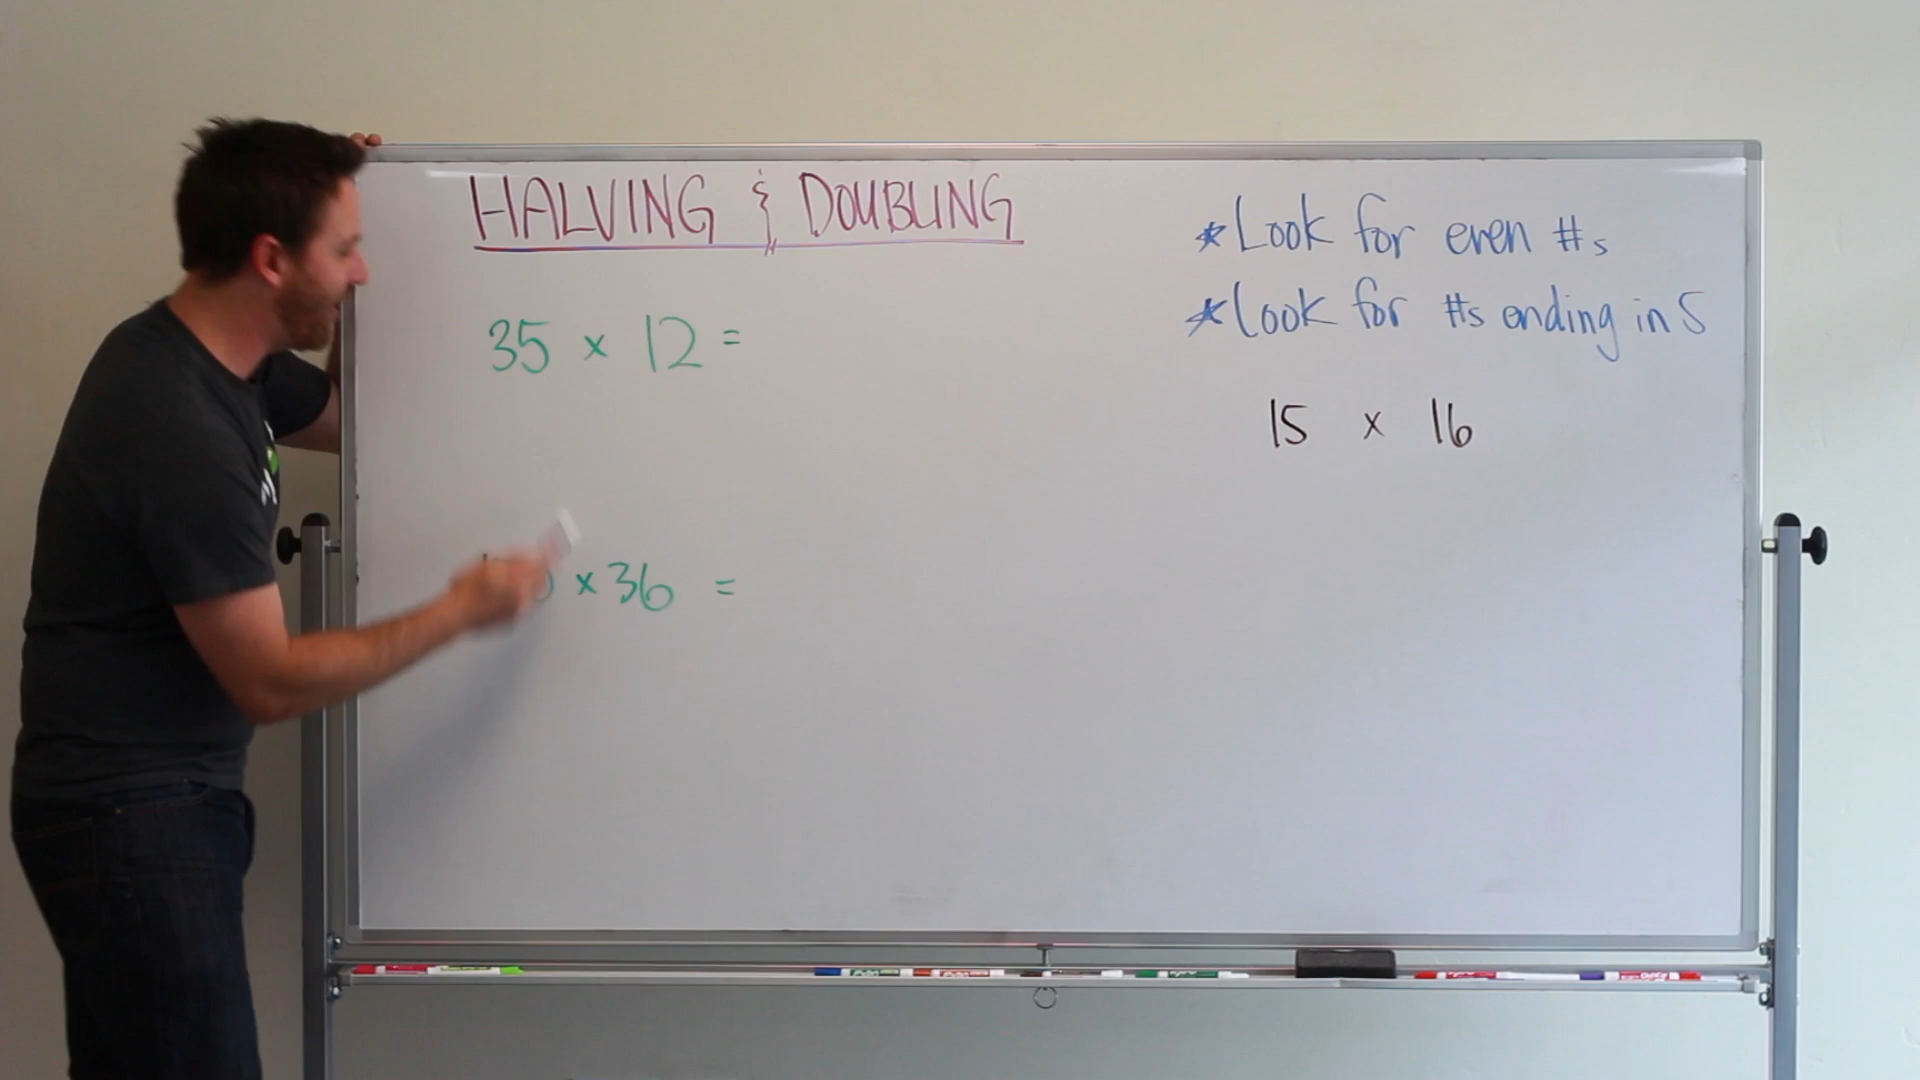 HALVING & DOUBLING
35 x 12 =
x 36 =
*Look for even #s
*Look for #s ending in 5
15 x 16